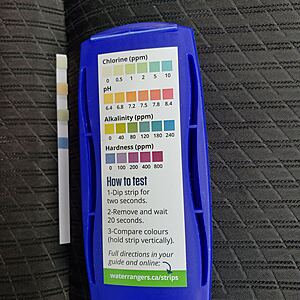 Chlorine (ppm)
0 0.5 1 2 5 10
pH
6.4 6.8 7.2 7.5 7.8 8.4
Alkalinity (ppm)
0 40 80 120 180 240
Hardness (ppm)
0 100 200 400 800
How to test
1-Dip strip for
two seconds.
2-Remove and wait
20 seconds.
3-Compare colours
(hold strip vertically).
Full directions in your
guide and online:
waterrangers.ca/strips